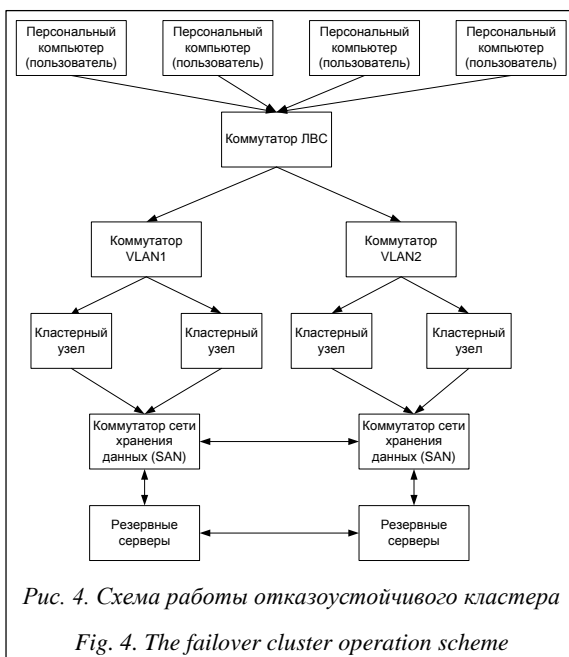 Персональный
компьютер
(пользователь)
Персональный
компьютер
(пользователь)
Персональный
компьютер
(пользователь)
Персональный
компьютер
(пользователь)
Коммутатор ЛВС
Коммутатор
VLAN1
Коммутатор
VLAN2
Кластерный
узел
Кластерный
узел
Кластерный
узел
Кластерный
узел
Коммутатор сети
хранения
данных (SAN)
Коммутатор сети
хранения
данных (SAN)
Резервные
серверы
Резервные
серверы
Рис. 4. Схема работы отказоустойчивого кластера
Fig. 4. The failover cluster operation scheme